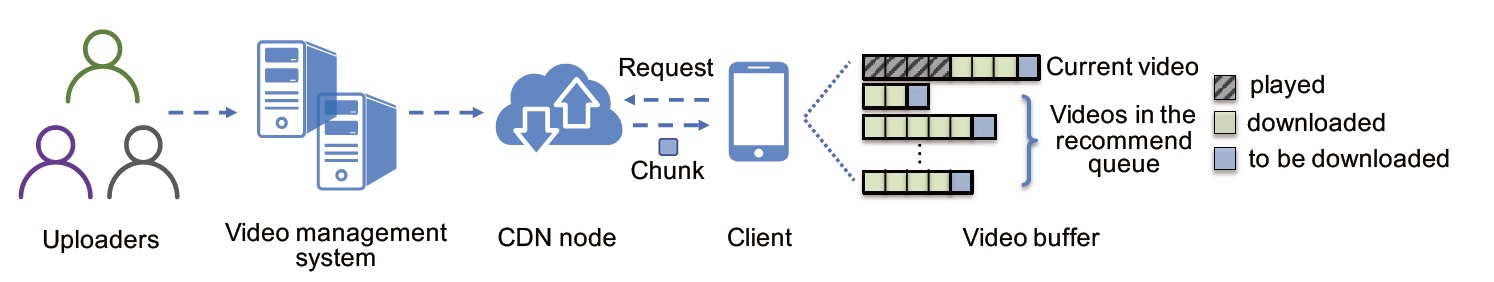 Uploaders
Video management
system
CDN node
Request
Chunk
Client
Current video
Videos in the
recommend
queue
Video buffer
played
downloaded
to be downloaded